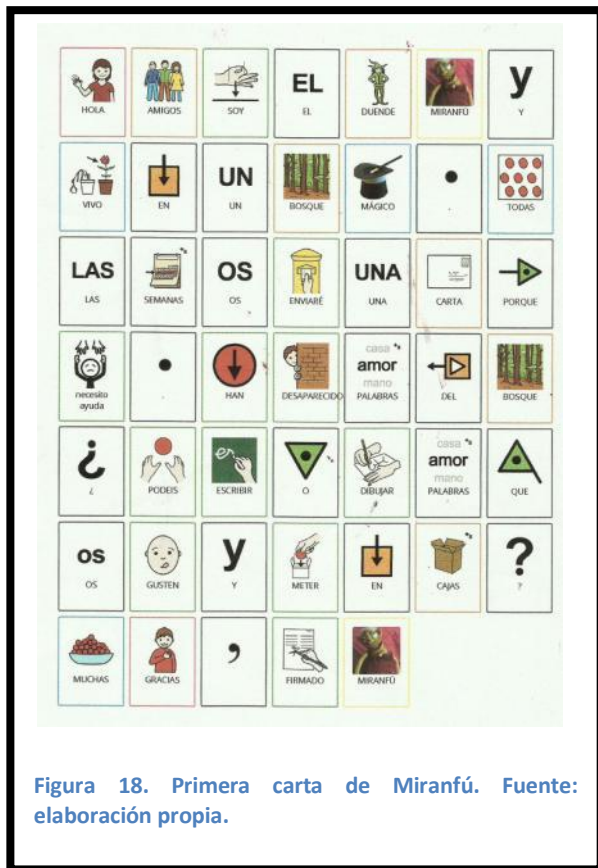 EL y
HOLA AMIGOS SOY EL DUENDE MIRANFÚ Y
UN •
VIVO EN UN BOSQUE MÁGICO . TODAS
LAS OS UNA
LAS SEMANAS OS ENVIARÉ UNA CARTA PORQUE
• casa
amor
mano
necesito ayuda . HAN DESAPARECIDO PALABRAS DEL BOSQUE
¿ casa
amor
mano
¿ PODEIS ESCRIBIR O DIBUJAR PALABRAS QUE
os y ?
OS GUSTEN Y METER EN CAJAS ?
,
MUCHAS GRACIAS , FIRMADO MIRANFÚ
Figura 18. Primera carta de Miranfú. Fuente:
elaboración propia.